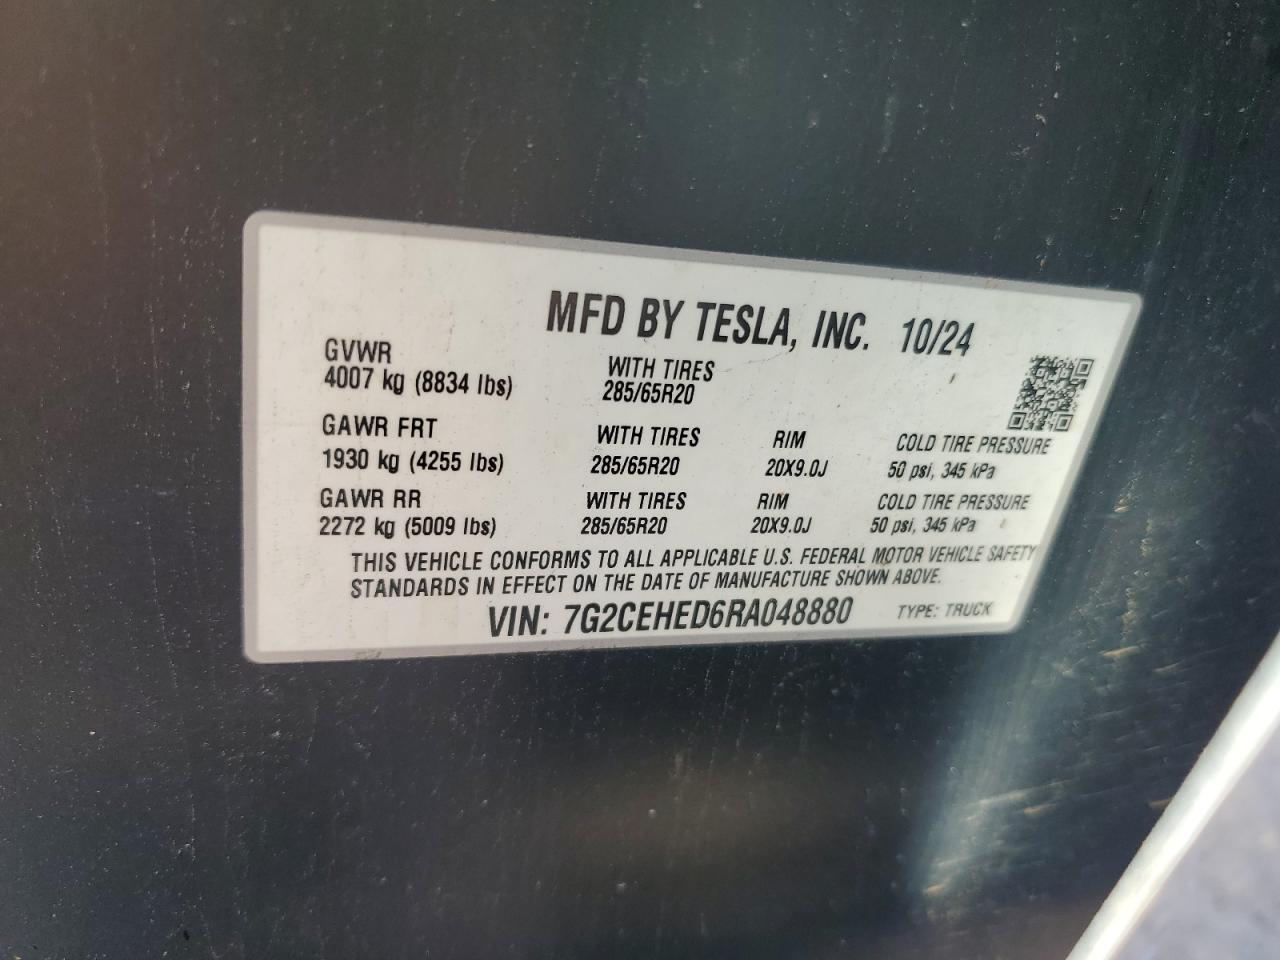 MFD BY TESLA, INC. 10/24
GVWR WITH TIRES
4007 kg (8834 lbs) 285/65R20
GAWR FRT WITH TIRES RIM COLD TIRE PRESSURE
1930 kg (4255 lbs) 285/65R20 20X9.0J 50 psi, 345 kPa
GAWR RR WITH TIRES RIM COLD TIRE PRESSURE
2272 kg (5009 lbs) 285/65R20 20X9.0J 50 psi, 345 kPa
THIS VEHICLE CONFORMS TO ALL APPLICABLE U.S. FEDERAL MOTOR VEHICLE SAFETY
STANDARDS IN EFFECT ON THE DATE OF MANUFACTURE SHOWN ABOVE.
VIN: 7G2CEHED6RA048880 TYPE: TRUCK